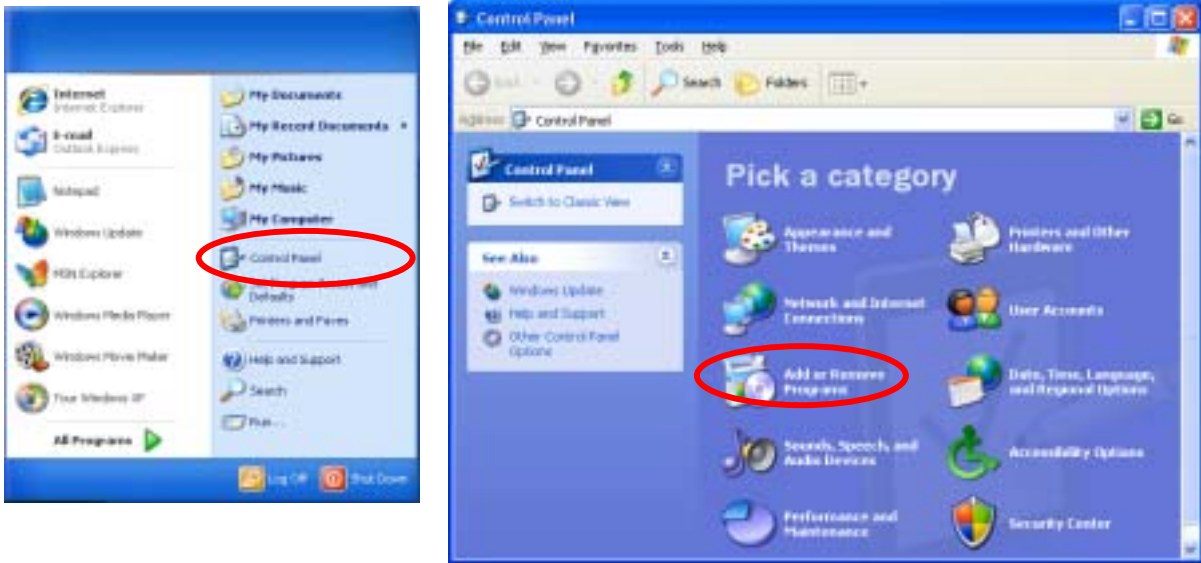 Internet
Internet Explorer
E-mail
Outlook Express
Notepad
Windows Update
MSN Explorer
Windows Media Player
Windows Movie Maker
Tour Windows XP
All Programs
My Documents
My Recent Documents
My Pictures
My Music
My Computer
Control Panel
Defaults
Printers and Faxes
Help and Support
Search
Run...
Log Off
Shut Down
Control Panel
File Edit View Favorites Tools Help
Back Search Folders
Address Control Panel Go
Control Panel
Switch to Classic View
See Also
Windows Update
Help and Support
Other Control Panel
Options
Pick a category
Appearance and
Themes
Printers and Other
Hardware
Network and Internet
Connections
User Accounts
Add or Remove
Programs
Date, Time, Language,
and Regional Options
Sounds, Speech, and
Audio Devices
Accessibility Options
Performance and
Maintenance
Security Center